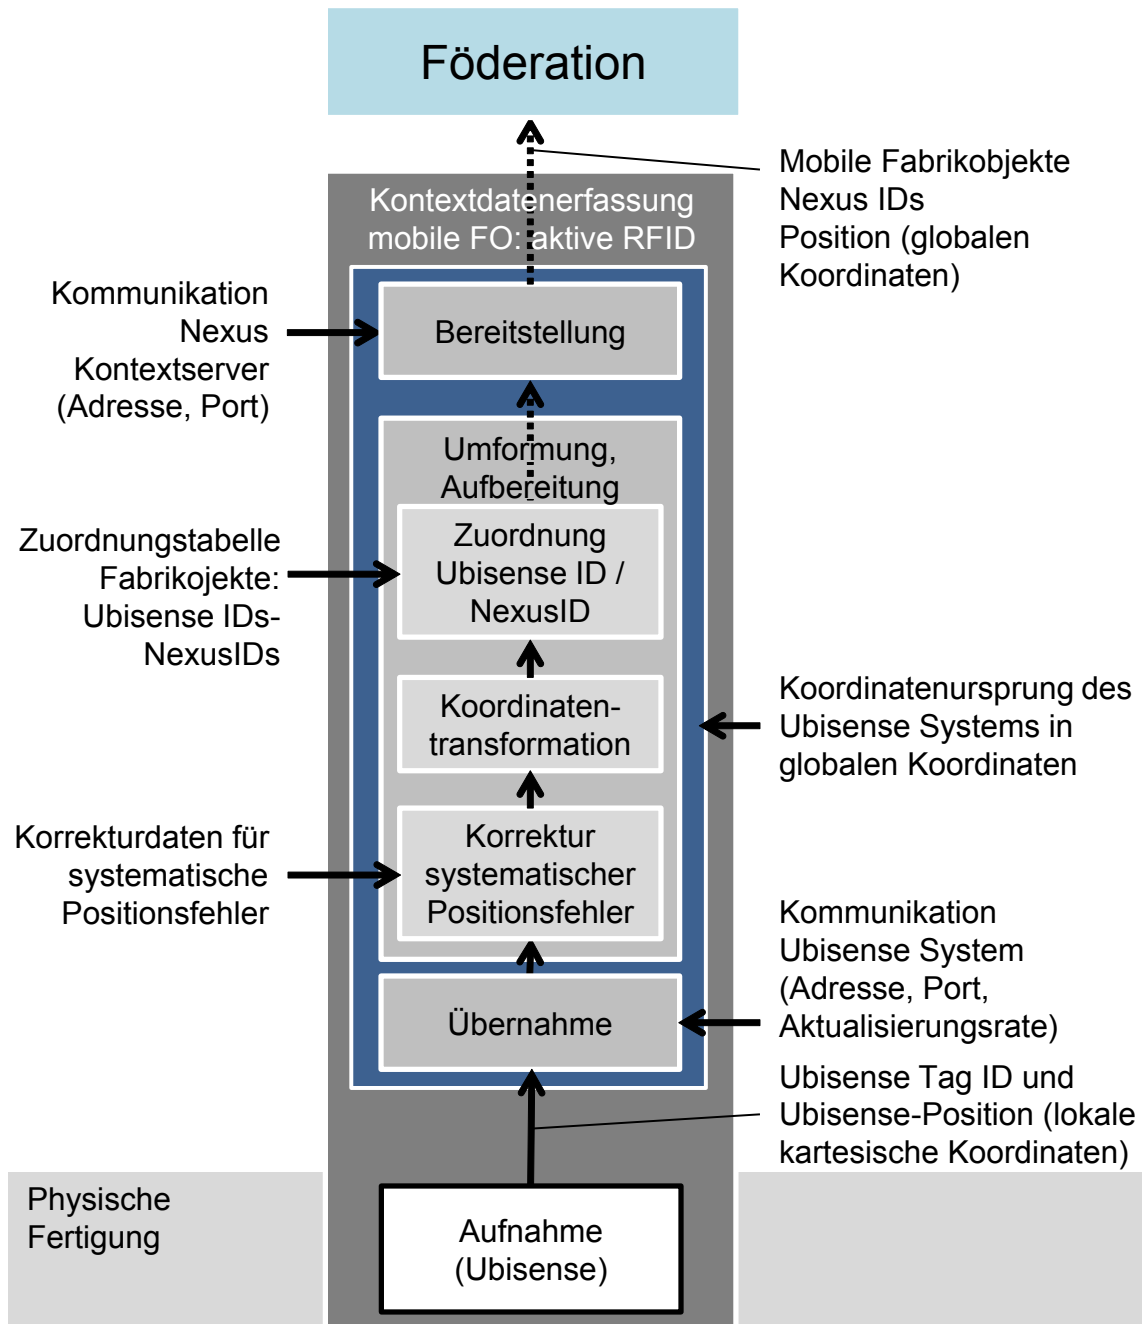 Föderation
Mobile Fabrikobjekte
Nexus IDs
Position (globalen
Koordinaten)
Kontextdatenerfassung
mobile FO: aktive RFID
Kommunikation
Nexus
Kontextserver
(Adresse, Port)
Bereitstellung
Umformung,
Aufbereitung
Zuordnungstabelle
Fabrikojekte:
Ubisense IDs-
NexusIDs
Zuordnung
Ubisense ID /
NexusID
Koordinaten-
transformation
Koordinatenursprung des
Ubisense Systems in
globalen Koordinaten
Korrekturdaten für
systematische
Positionsfehler
Korrektur
systematischer
Positionsfehler
Kommunikation
Ubisense System
(Adresse, Port,
Aktualisierungsrate)
Übernahme
Ubisense Tag ID und
Ubisense-Position (lokale
kartesische Koordinaten)
Physische
Fertigung
Aufnahme
(Ubisense)